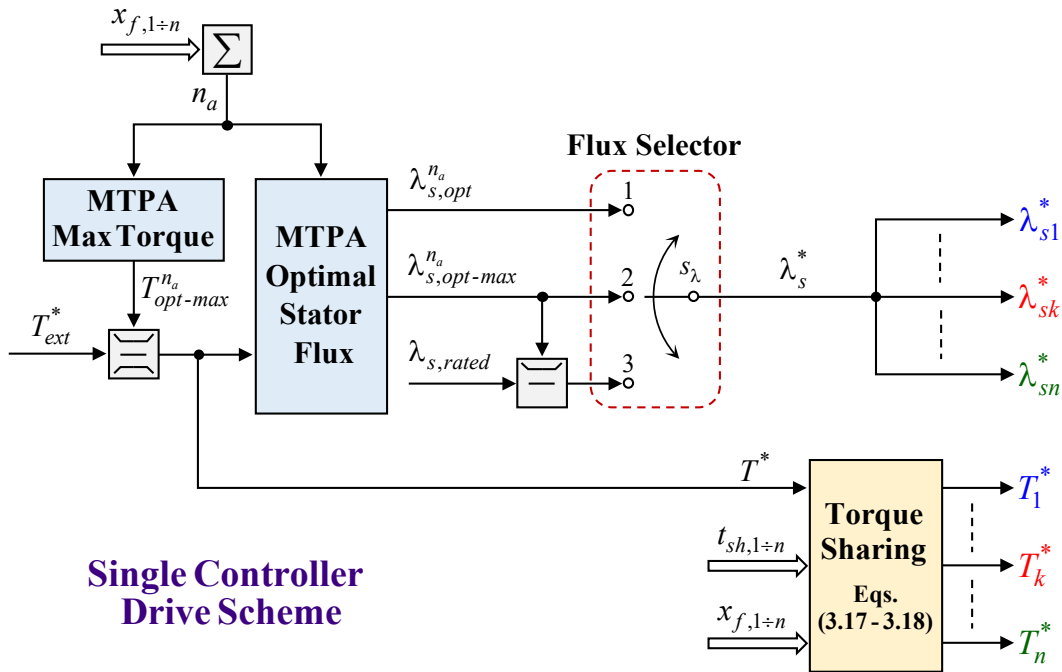 x_{f,1÷n}
∑
n_a
Flux Selector
MTPA
Max Torque
MTPA
Optimal
Stator
Flux
λ_{s,opt}^{n_a}
1
λ_{s1}^*
T_{opt-max}^{n_a}
λ_{s,opt-max}^{n_a}
2
s_λ
λ_s^*
λ_{sk}^*
T_{ext}^*
λ_{s,rated}
3
λ_{sn}^*
T^*
T_1^*
Torque
Sharing
Eqs.
(3.17 - 3.18)
t_{sh,1÷n}
T_k^*
x_{f,1÷n}
T_n^*
Single Controller
Drive Scheme